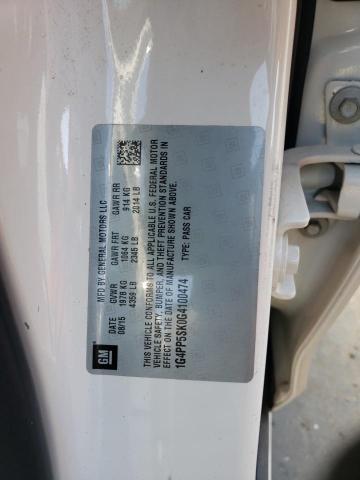 GM
MFD BY GENERAL MOTORS LLC
DATE GVWR GAWR FRT GAWR RR
08/15 1978 KG 1064 KG 914 KG
4359 LB 2345 LB 2014 LB
THIS VEHICLE CONFORMS TO ALL APPLICABLE U.S. FEDERAL MOTOR
VEHICLE SAFETY, BUMPER, AND THEFT PREVENTION STANDARDS IN
EFFECT ON THE DATE OF MANUFACTURE SHOWN ABOVE.
1G4PP5SK0G4100474 TYPE: PASS CAR